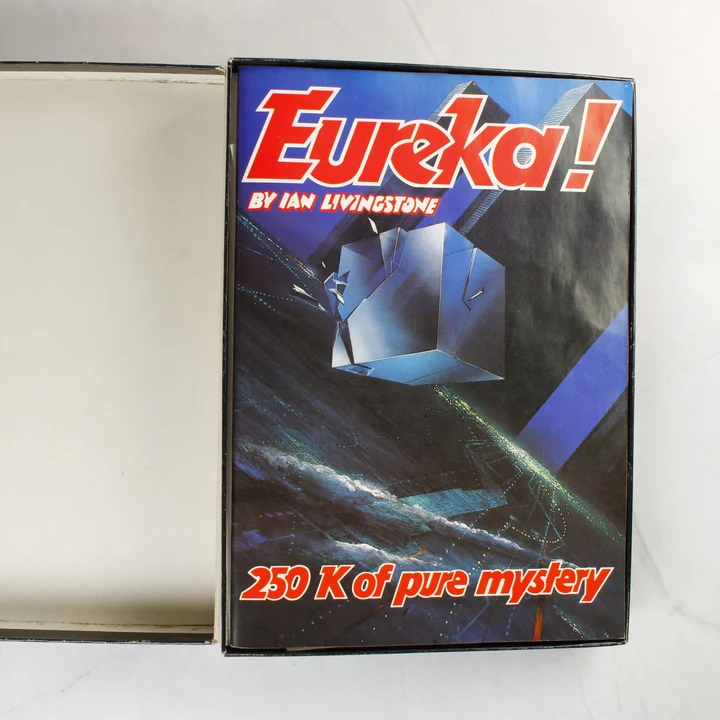 Eureka!
BY IAN LIVINGSTONE
250 K of pure mystery